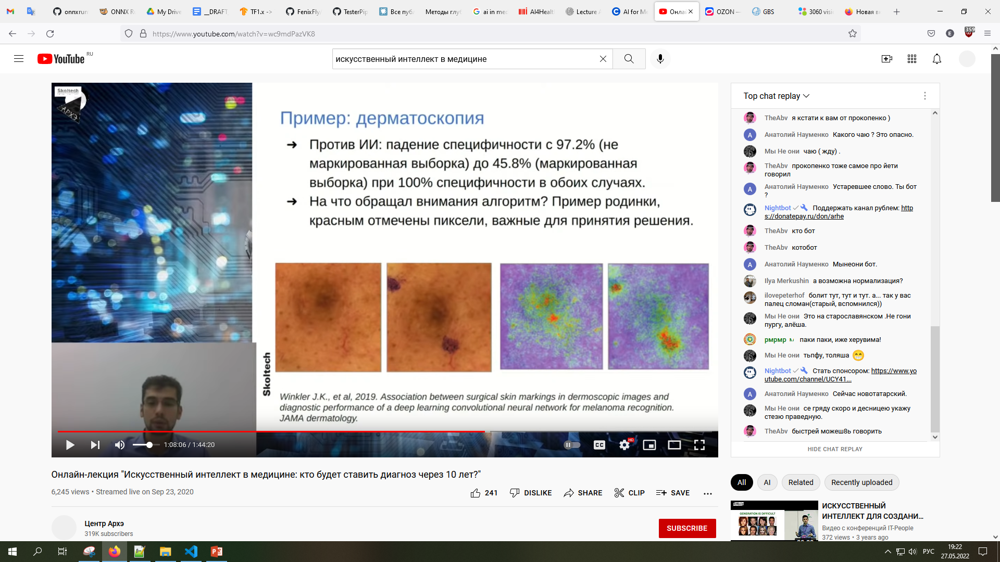 onnxrun
ONNX R
My Drive
__DRAFT_
TF1.x ->
FenixFly/
TesterPip
Все публ
Методы глуб
ai in med
AI4Healt
Lecture A
AI for Me
Онлай
OZON —
GBS
3060 visio
Новая вк
https://www.youtube.com/watch?v=wc9mdPazVK8
359
YouTube RU
искусственный интеллект в медицине
Skoltech
АРХЭ
Пример: дерматоскопия
➔ Против ИИ: падение специфичности с 97.2% (не
маркированная выборка) до 45.8% (маркированная
выборка) при 100% специфичности в обоих случаях.
➔ На что обращал внимания алгоритм? Пример родинки,
красным отмечены пиксели, важные для принятия решения.
Skoltech
Winkler J.K., et al, 2019. Association between surgical skin markings in dermoscopic images and
diagnostic performance of a deep learning convolutional neural network for melanoma recognition.
JAMA dermatology.
1:08:06 / 1:44:20
CC
HD
Онлайн-лекция "Искусственный интеллект в медицине: кто будет ставить диагноз через 10 лет?"
6,245 views • Streamed live on Sep 23, 2020
241
DISLIKE
SHARE
CLIP
SAVE
Центр Архэ
319K subscribers
SUBSCRIBE
Top chat replay
TheAbv я кстати к вам от прокопенко )
Анатолий Науменко Какого чаю ? Это опасно.
Мы Не они чаю ( жду) .
TheAbv прокопенко тоже самое про йети
говорил
Анатолий Науменко Устаревшее слово. Ты бот
?
Nightbot Поддержать канал рублем: http
s://donatepay.ru/don/arhe
TheAbv кто бот
TheAbv котобот
Анатолий Науменко Мынеони бот.
Ilya Merkushin а возможна нормализация?
ilovepeterhof болит тут, тут и тут. а... так у вас
палец сломан(старый, вспомнился))
Мы Не они Это на старославянском .Не гони
пургу, алёша.
рмрмр паки паки, иже херувима!
Мы Не они тьпфу, толяша 😁
Nightbot Стать спонсором: https://www.yo
utube.com/channel/UCY41...
Анатолий Науменко Сейчас новотатарский.
Мы Не они се гряду скоро и десницею укажу
стезю праведную.
TheAbv быстрей можеш8ь говорить
HIDE CHAT REPLAY
All
AI
Related
Recently uploaded
GENERATION IS DIFFICULT
ИСКУССТВЕННЫЙ
ИНТЕЛЛЕКТ ДЛЯ СОЗДАНИ...
Видео с конференций IT-People
372 views • 3 years ago
РУС
19:22
27.05.2022